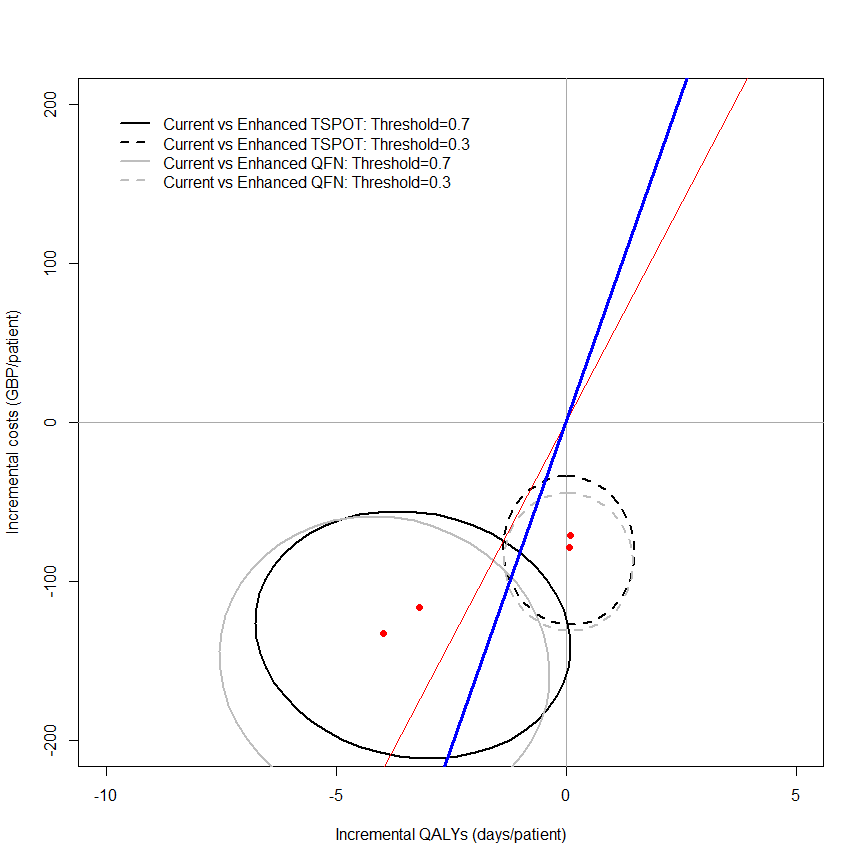 Current vs Enhanced TSPOT: Threshold=0.7
Current vs Enhanced TSPOT: Threshold=0.3
Current vs Enhanced QFN: Threshold=0.7
Current vs Enhanced QFN: Threshold=0.3
Incremental costs (GBP/patient)
200
100
0
-100
-200
-10
-5
0
5
Incremental QALYs (days/patient)